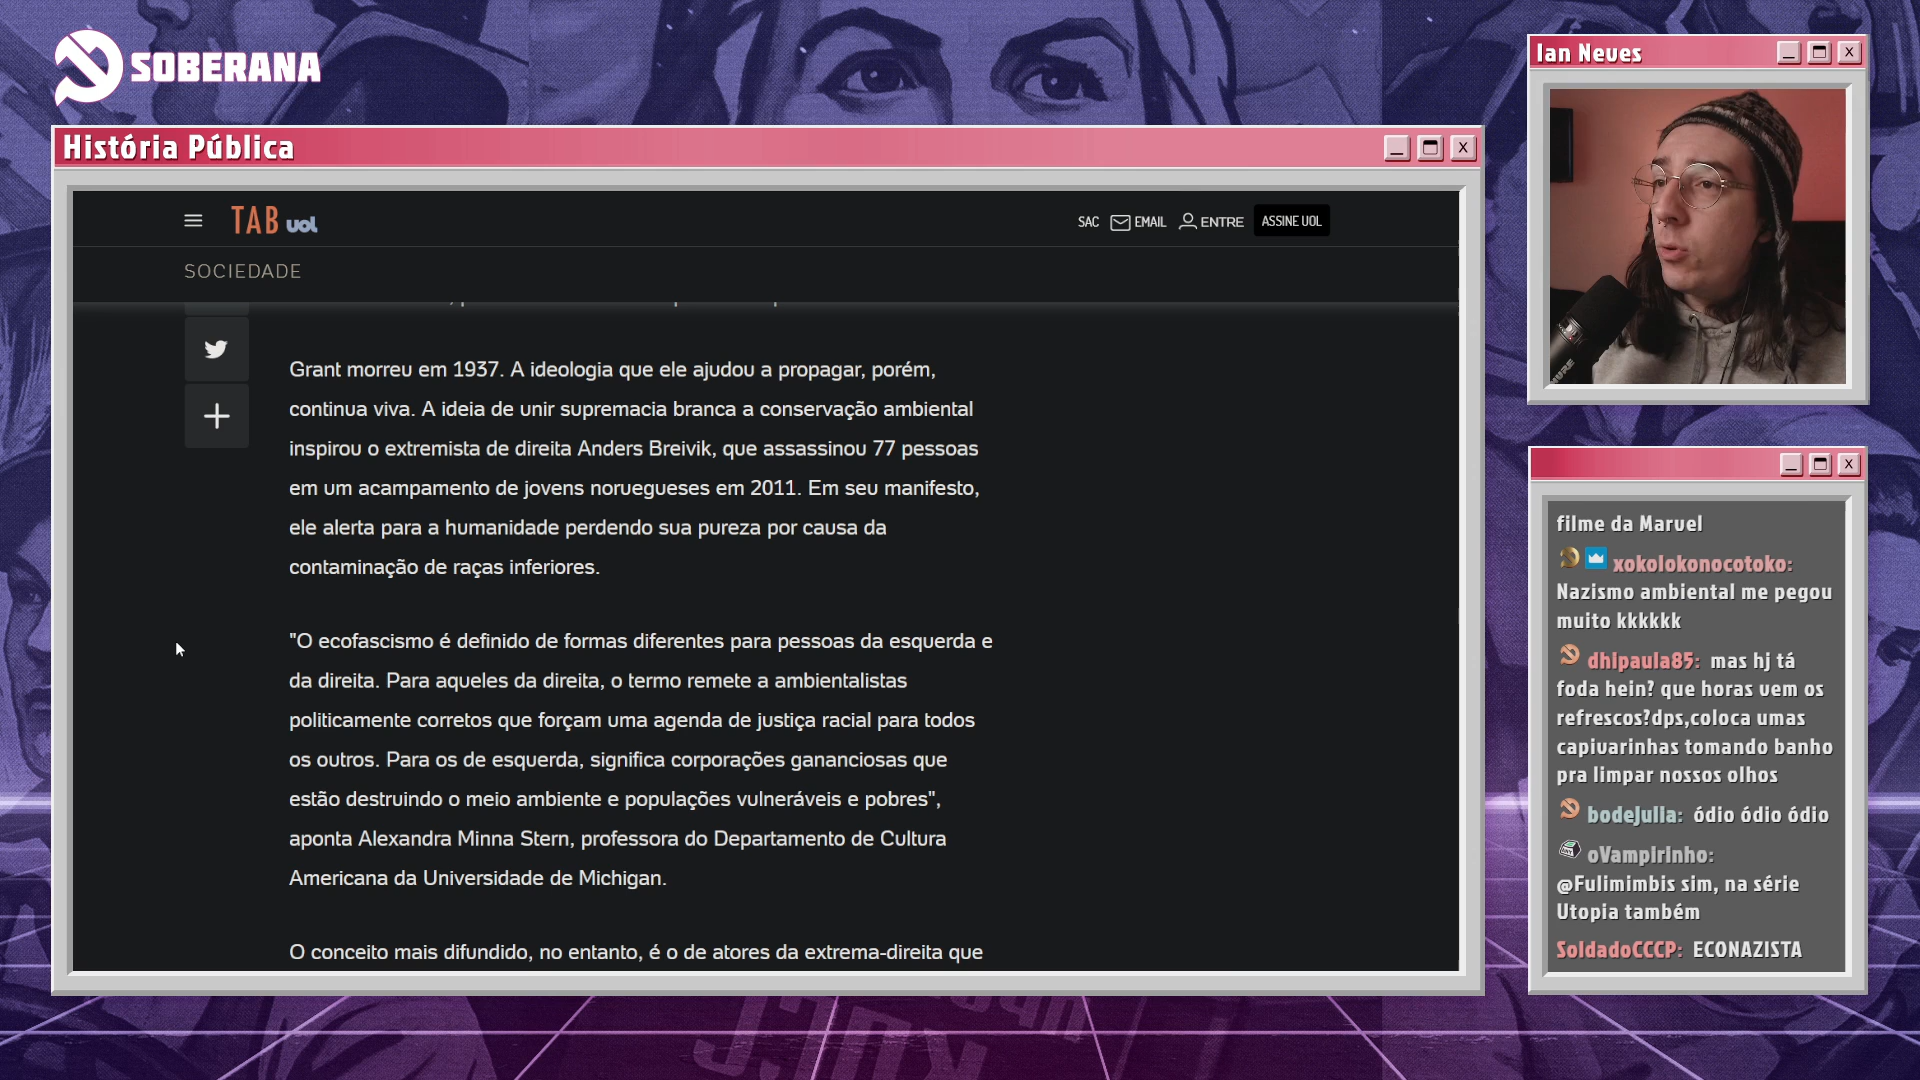 SOBERANA
História Pública
TAB uol
SAC EMAIL ENTRE ASSINE UOL
SOCIEDADE
Grant morreu em 1937. A ideologia que ele ajudou a propagar, porém,
continua viva. A ideia de unir supremacia branca a conservação ambiental
inspirou o extremista de direita Anders Breivik, que assassinou 77 pessoas
em um acampamento de jovens noruegueses em 2011. Em seu manifesto,
ele alerta para a humanidade perdendo sua pureza por causa da
contaminação de raças inferiores.
"O ecofascismo é definido de formas diferentes para pessoas da esquerda e
da direita. Para aqueles da direita, o termo remete a ambientalistas
politicamente corretos que forçam uma agenda de justiça racial para todos
os outros. Para os de esquerda, significa corporações gananciosas que
estão destruindo o meio ambiente e populações vulneráveis e pobres",
aponta Alexandra Minna Stern, professora do Departamento de Cultura
Americana da Universidade de Michigan.
O conceito mais difundido, no entanto, é o de atores da extrema-direita que
Ian Neves
filme da Marvel
xokolokonocotoko:
Nazismo ambiental me pegou
muito kkkkkk
dhipaula85: mas hj tá
foda hein? que horas vem os
refrescos?dps,coloca umas
capivarinhas tomando banho
pra limpar nossos olhos
bodejulia: ódio ódio ódio
oVampirinho:
@Fulimimbis sim, na série
Utopia também
SoldadoCCCP: ECONAZISTA